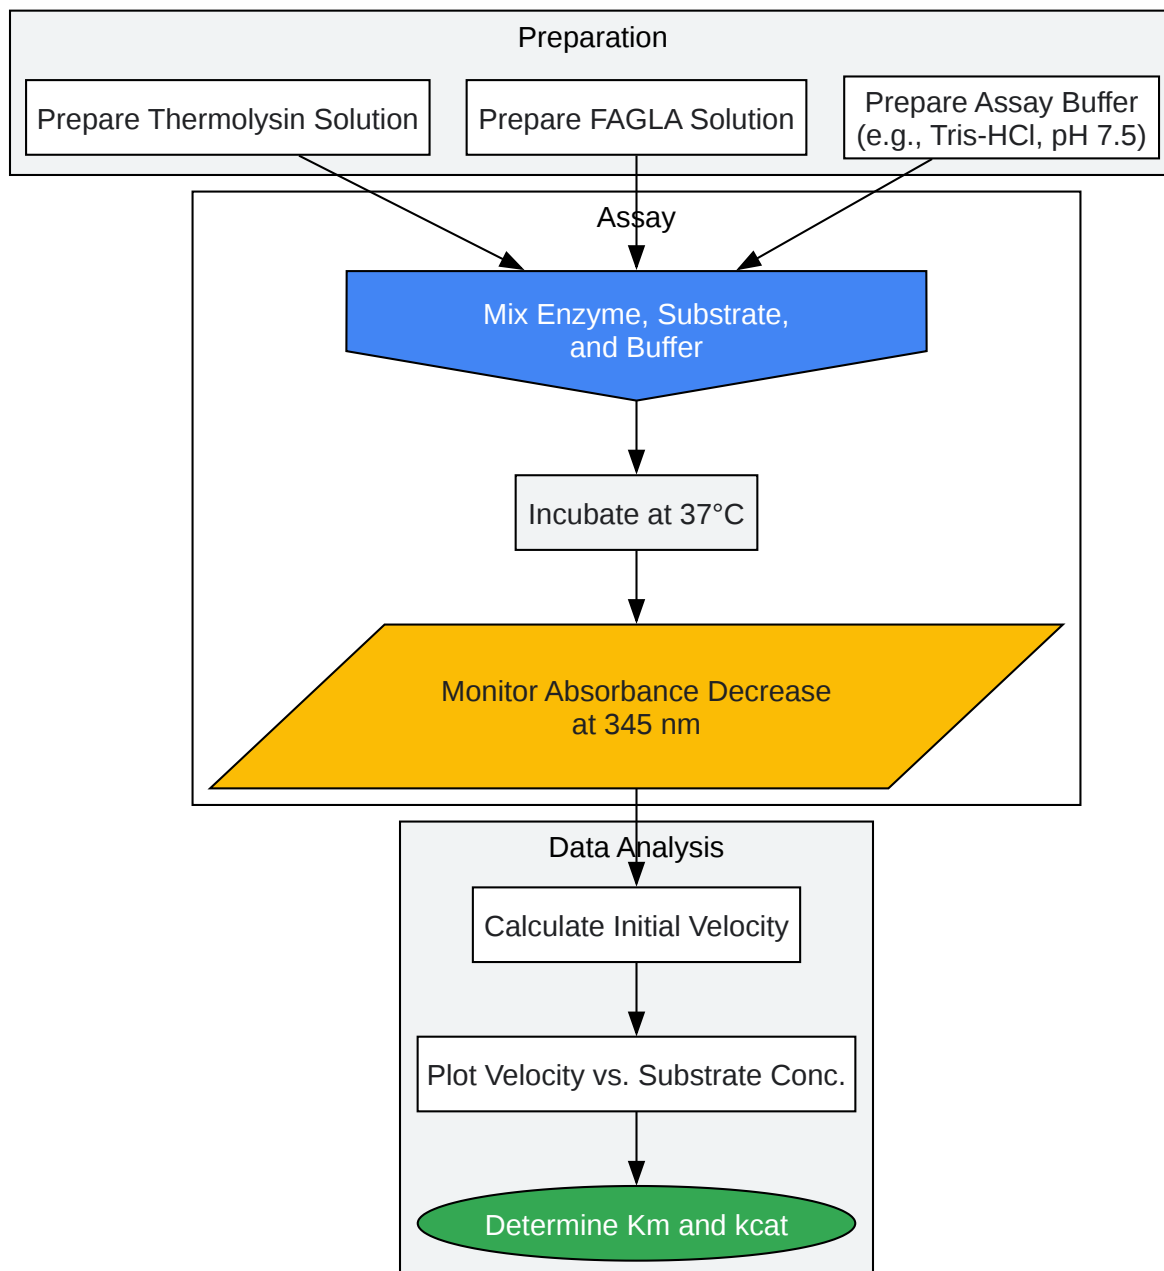 Preparation
Prepare Thermolysin Solution
Prepare FAGLA Solution
Prepare Assay Buffer
(e.g., Tris-HCl, pH 7.5)
Assay
Mix Enzyme, Substrate,
and Buffer
Incubate at 37°C
Monitor Absorbance Decrease
at 345 nm
Data Analysis
Calculate Initial Velocity
Plot Velocity vs. Substrate Conc.
Determine Km and kcat